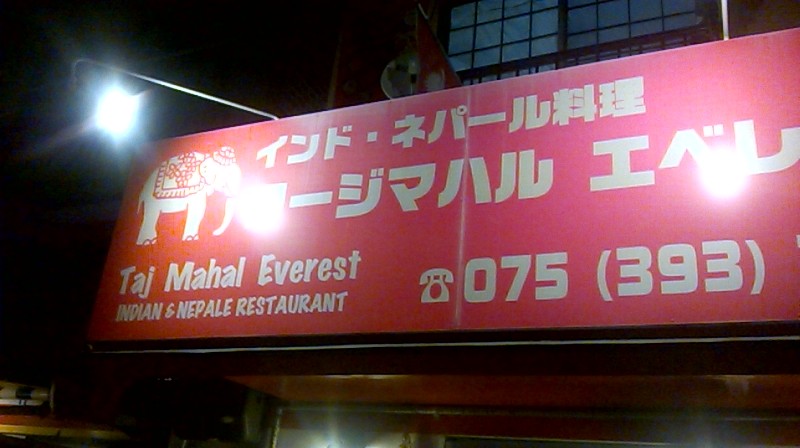 インド・ネパール料理
ージマハル エベレ
Taj Mahal Everest
INDIAN & NEPALE RESTAURANT
☎075 (393)